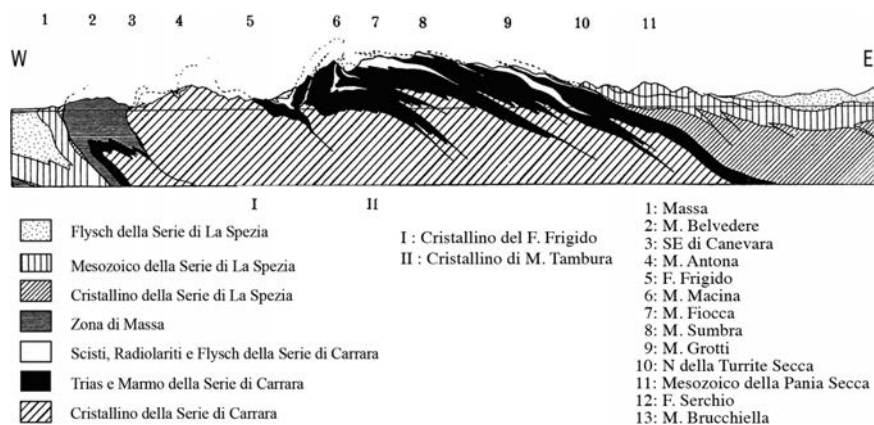 1 2 3 4 5 6 7 8 9 10 11
W E
I II
Flysch della Serie di La Spezia
Mesozoico della Serie di La Spezia
Cristallino della Serie di La Spezia
Zona di Massa
Scisti, Radiolariti e Flysch della Serie di Carrara
Trias e Marmo della Serie di Carrara
Cristallino della Serie di Carrara
I : Cristallino del F. Frigido
II : Cristallino di M. Tambura
1: Massa
2: M. Belvedere
3: SE di Canevara
4: M. Antona
5: F. Frigido
6: M. Macina
7: M. Fiocca
8: M. Sumbra
9: M. Grotti
10: N della Turrite Secca
11: Mesozoico della Pania Secca
12: F. Serchio
13: M. Brucchiella